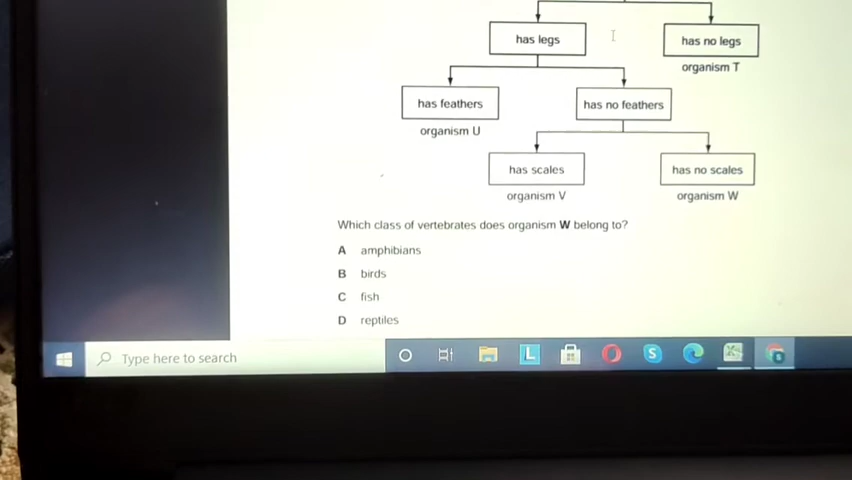 has legs
has no legs
organism T
has feathers
has no feathers
organism U
has scales
has no scales
organism V
organism W
Which class of vertebrates does organism W belong to?
A amphibians
B birds
C fish
D reptiles
Type here to search
L
S